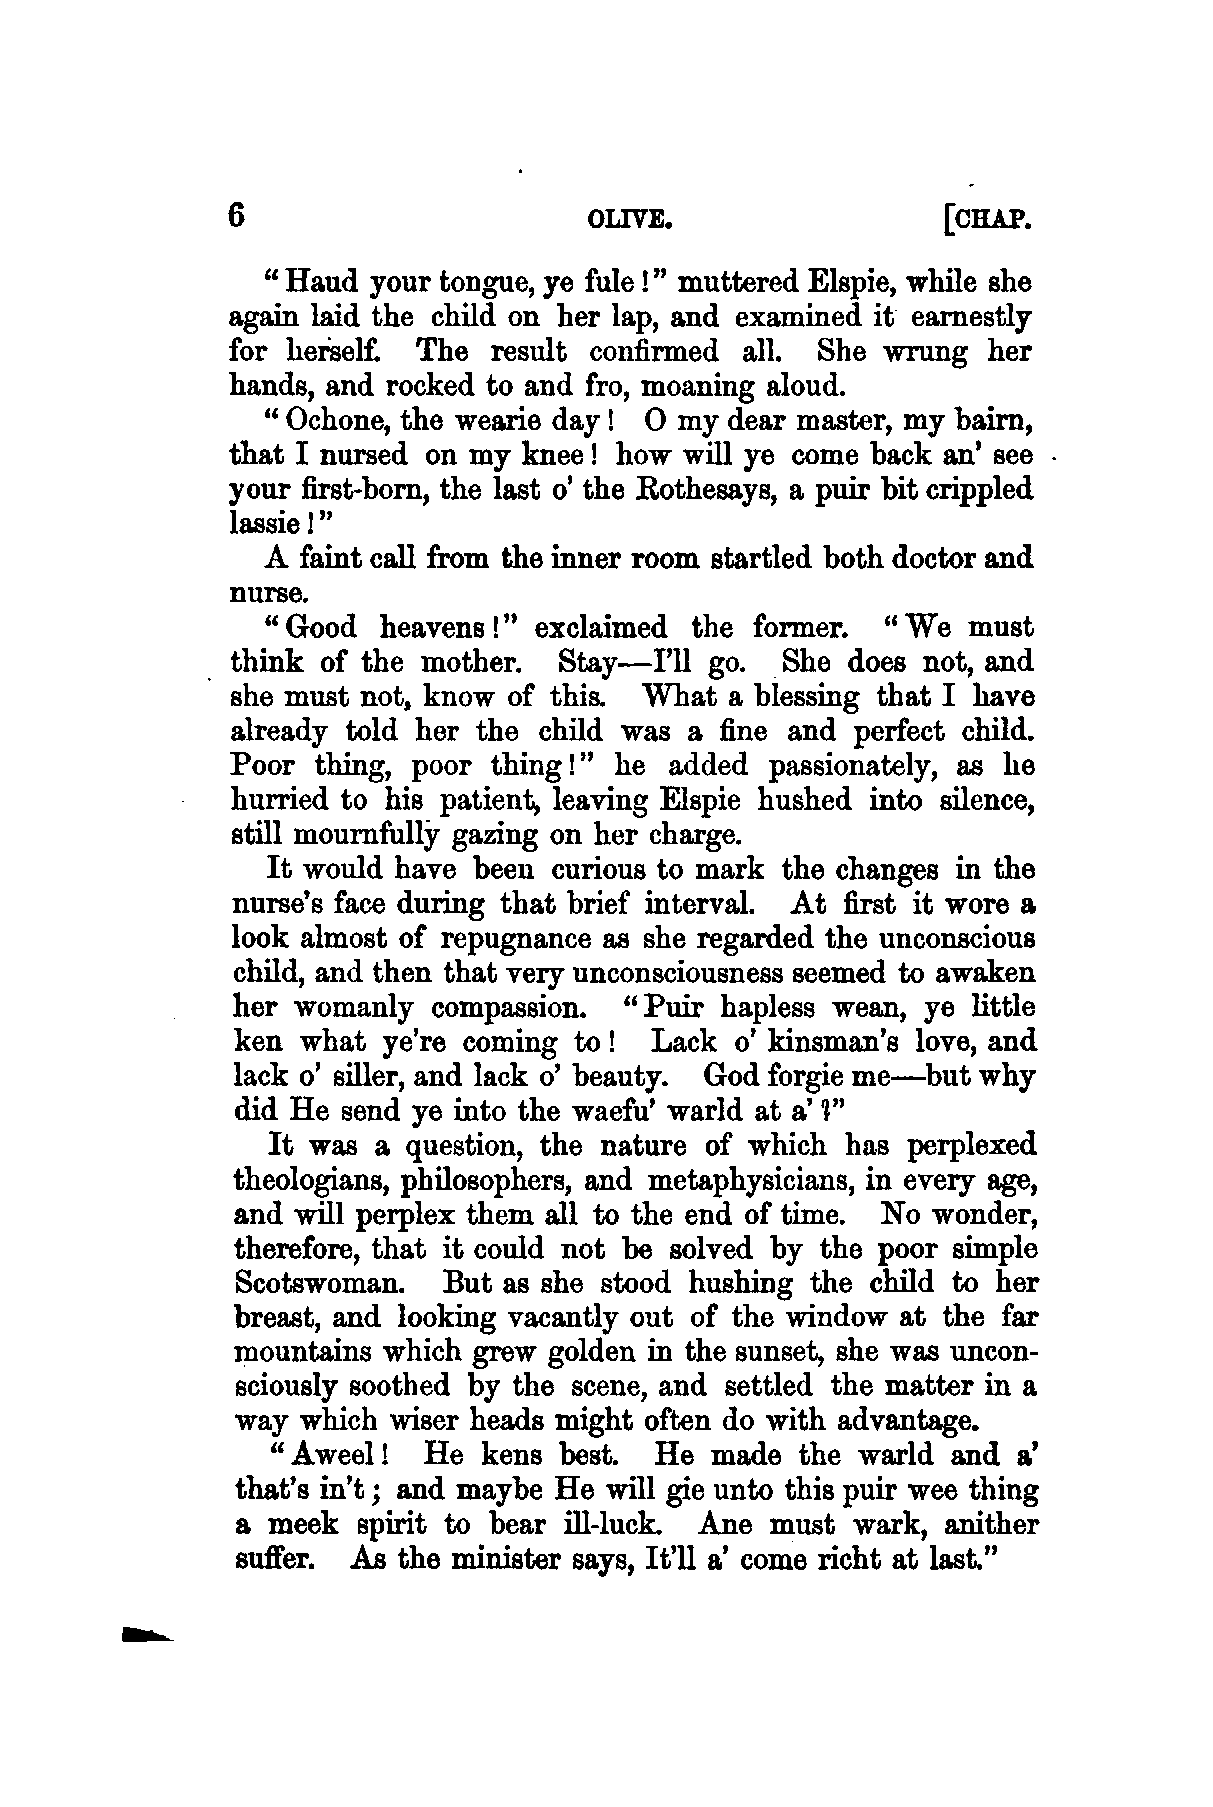 6 OLIVE. [CHAP.
"Haud your tongue, ye fule!" muttered Elspie, while she
again laid the child on her lap, and examined it earnestly
for herself. The result confirmed all. She wrung her
hands, and rocked to and fro, moaning aloud.
"Ochone, the wearie day! O my dear master, my bairn,
that I nursed on my knee! how will ye come back an' see
your first-born, the last o' the Rothesays, a puir bit crippled
lassie!"
A faint call from the inner room startled both doctor and
nurse.
"Good heavens!" exclaimed the former. "We must
think of the mother. Stay—I'll go. She does not, and
she must not, know of this. What a blessing that I have
already told her the child was a fine and perfect child.
Poor thing, poor thing!" he added passionately, as he
hurried to his patient, leaving Elspie hushed into silence,
still mournfully gazing on her charge.
It would have been curious to mark the changes in the
nurse's face during that brief interval. At first it wore a
look almost of repugnance as she regarded the unconscious
child, and then that very unconsciousness seemed to awaken
her womanly compassion. "Puir hapless wean, ye little
ken what ye're coming to! Lack o' kinsman's love, and
lack o' siller, and lack o' beauty. God forgie me—but why
did He send ye into the waefu' warld at a'?"
It was a question, the nature of which has perplexed
theologians, philosophers, and metaphysicians, in every age,
and will perplex them all to the end of time. No wonder,
therefore, that it could not be solved by the poor simple
Scotswoman. But as she stood hushing the child to her
breast, and looking vacantly out of the window at the far
mountains which grew golden in the sunset, she was uncon-
sciously soothed by the scene, and settled the matter in a
way which wiser heads might often do with advantage.
"Aweel! He kens best. He made the warld and a'
that's in't; and maybe He will gie unto this puir wee thing
a meek spirit to bear ill-luck. Ane must wark, anither
suffer. As the minister says, It'll a' come richt at last."